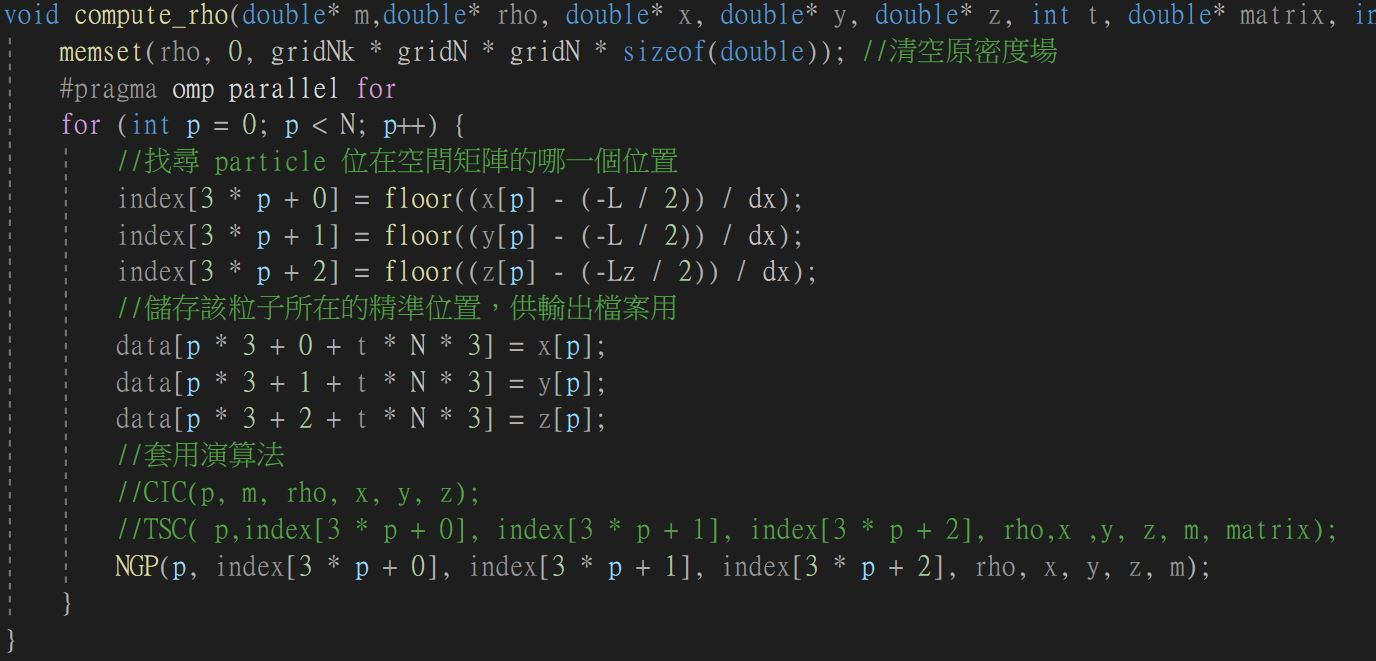 void compute_rho(double* m,double* rho, double* x, double* y, double* z, int t, double* matrix, in
memset(rho, 0, gridNk * gridN * gridN * sizeof(double)); //清空原密度場
#pragma omp parallel for
for (int p = 0; p < N; p++) {
//找尋 particle 位在空間矩陣的哪一個位置
index[3 * p + 0] = floor((x[p] - (-L / 2)) / dx);
index[3 * p + 1] = floor((y[p] - (-L / 2)) / dx);
index[3 * p + 2] = floor((z[p] - (-Lz / 2)) / dx);
//儲存該粒子所在的精準位置，供輸出檔案用
data[p * 3 + 0 + t * N * 3] = x[p];
data[p * 3 + 1 + t * N * 3] = y[p];
data[p * 3 + 2 + t * N * 3] = z[p];
//套用演算法
//CIC(p, m, rho, x, y, z);
//TSC( p,index[3 * p + 0], index[3 * p + 1], index[3 * p + 2], rho,x ,y, z, m, matrix);
NGP(p, index[3 * p + 0], index[3 * p + 1], index[3 * p + 2], rho, x, y, z, m);
}
}